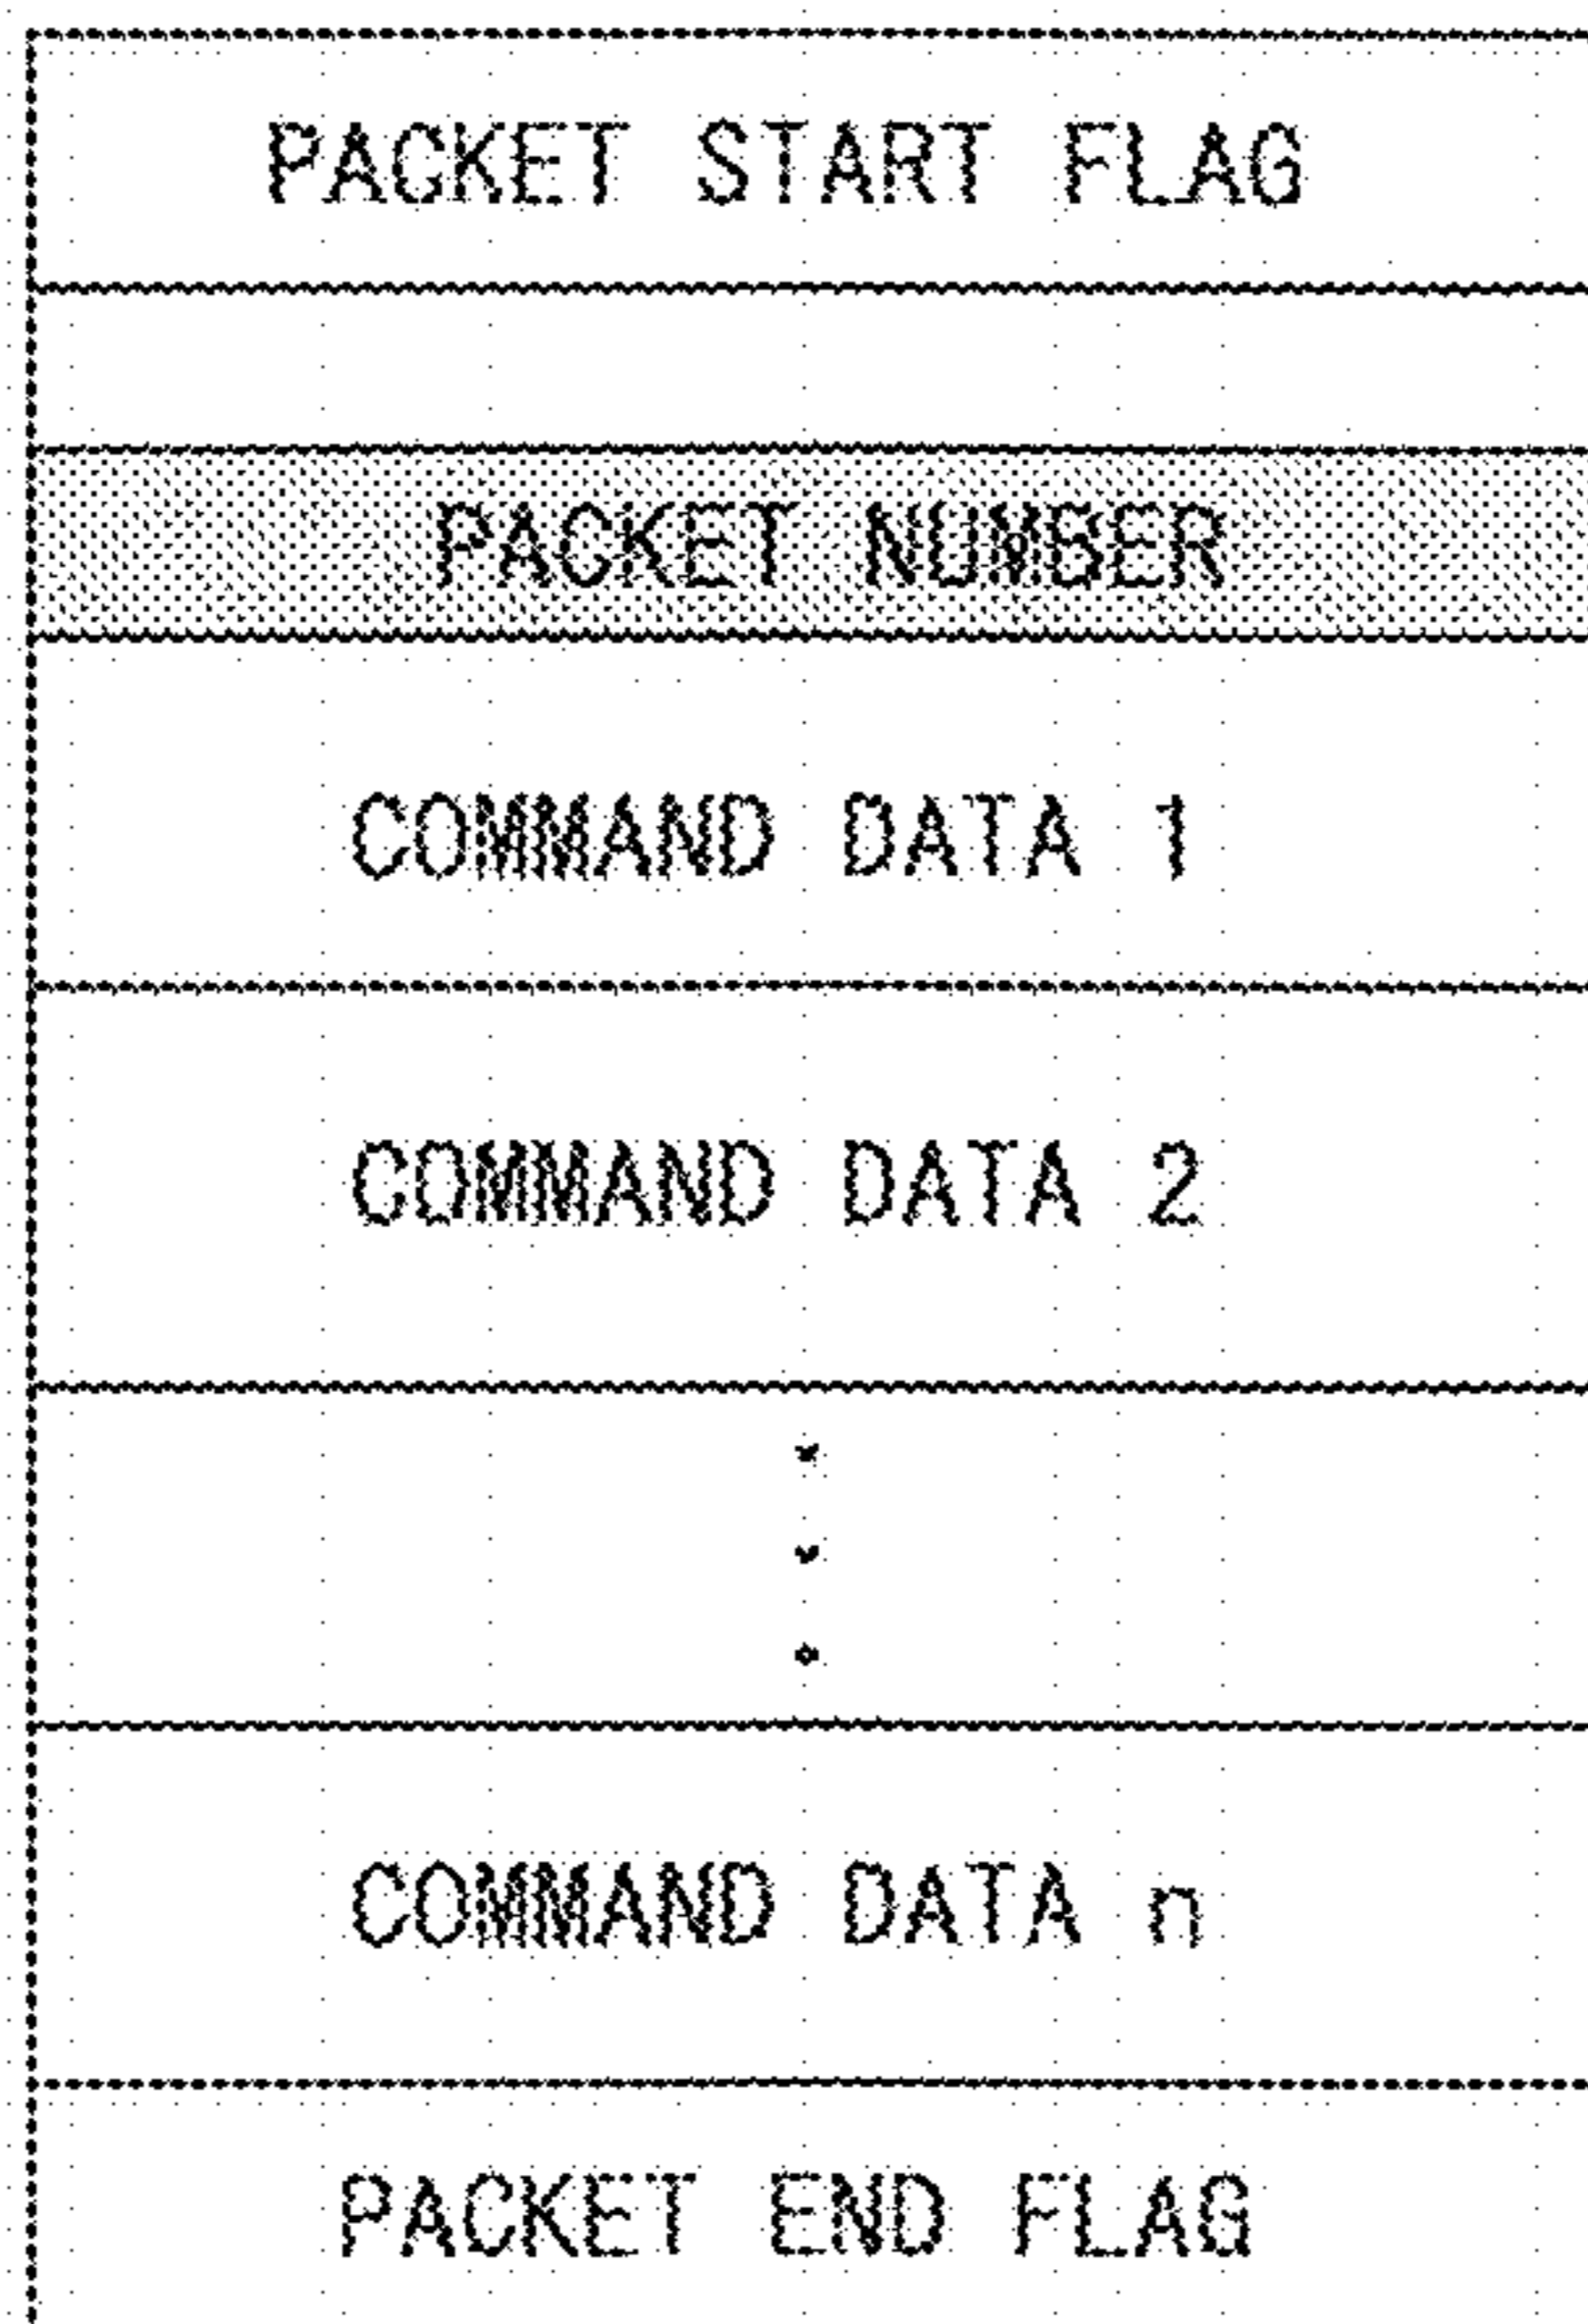 PACKET START FLAG
PACKET NUMBER
COMMAND DATA 1
COMMAND DATA 2
COMMAND DATA n
PACKET END FLAG